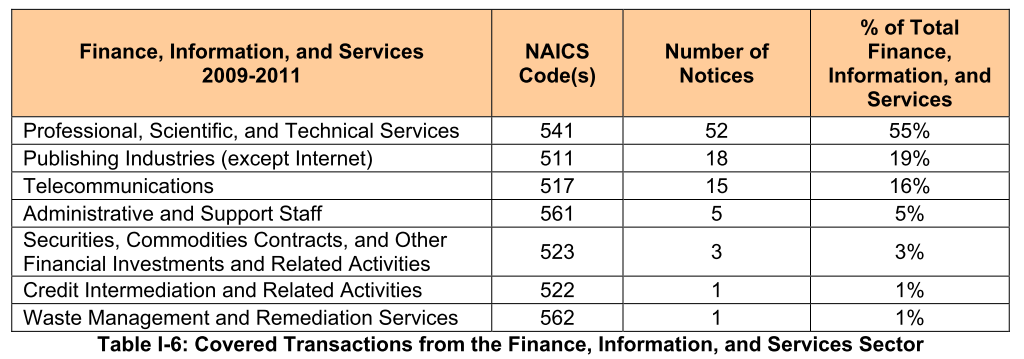 Finance, Information, and Services
2009-2011
NAICS
Code(s)
Number of
Notices
% of Total
Finance,
Information, and
Services
Professional, Scientific, and Technical Services 541 52 55%
Publishing Industries (except Internet) 511 18 19%
Telecommunications 517 15 16%
Administrative and Support Staff 561 5 5%
Securities, Commodities Contracts, and Other
Financial Investments and Related Activities 523 3 3%
Credit Intermediation and Related Activities 522 1 1%
Waste Management and Remediation Services 562 1 1%
Table I-6: Covered Transactions from the Finance, Information, and Services Sector